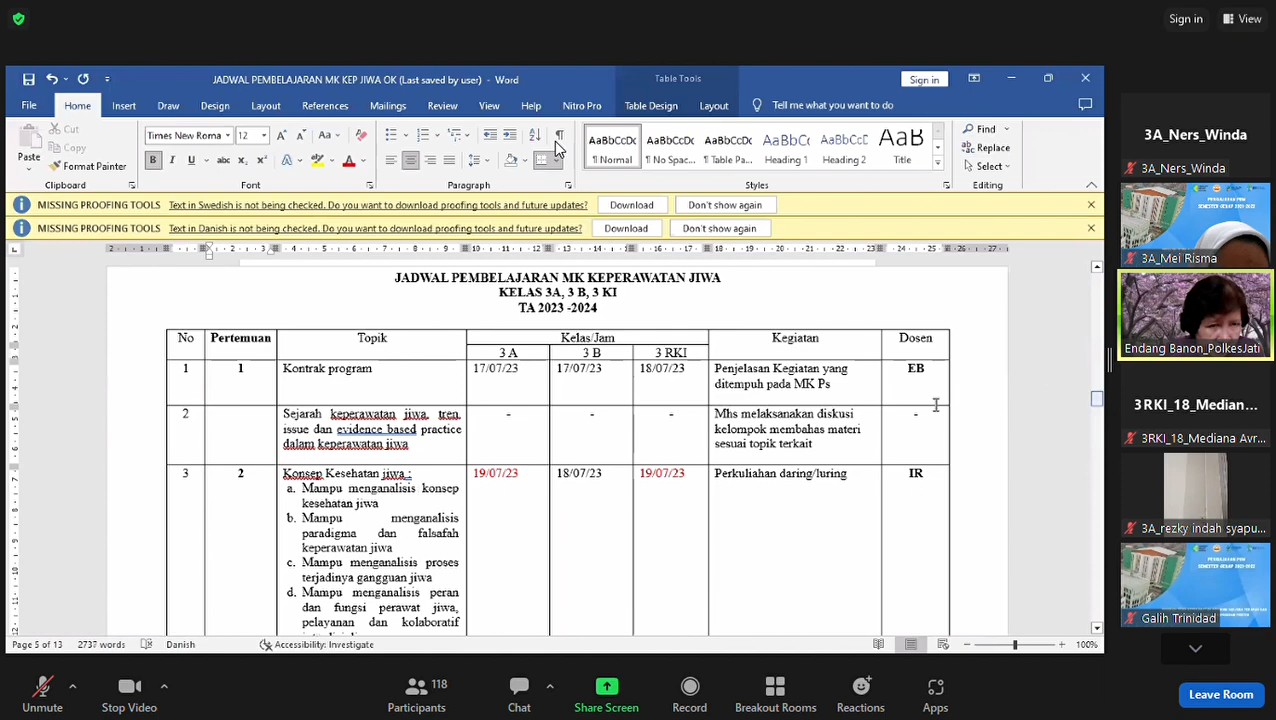 Sign in
View
JADWAL PEMBELAJARAN MK KEP JIWA OK (Last saved by user) - Word
Table Tools
Sign in
File
Home
Insert
Draw
Design
Layout
References
Mailings
Review
View
Help
Nitro Pro
Table Design
Layout
Tell me what you want to do
Paste
Cut
Copy
Format Painter
Clipboard
Times New Roma
12
Font
Paragraph
AaBbCcDc
¶ Normal
AaBbCcDc
¶ No Spac...
AaBbCcDc
¶ Table Pa...
AaBbCc
Heading 1
AaBbCc
Heading 2
AaB
Title
Styles
Find
Replace
Select
Editing
MISSING PROOFING TOOLS Text in Swedish is not being checked. Do you want to download proofing tools and future updates? Download Don't show again
MISSING PROOFING TOOLS Text in Danish is not being checked. Do you want to download proofing tools and future updates? Download Don't show again
JADWAL PEMBELAJARAN MK KEPERAWATAN JIWA
KELAS 3A, 3 B, 3 KI
TA 2023 -2024
No Pertemuan Topik Kelas/Jam Kegiatan Dosen
3 A 3 B 3 RKI
1 1 Kontrak program 17/07/23 17/07/23 18/07/23 Penjelasan Kegiatan yang EB
ditempuh pada MK Ps
2 Sejarah keperawatan jiwa, tren, - - - Mhs melaksanakan diskusi -
issue dan evidence based practice kelompok membahas materi
dalam keperawatan jiwa sesuai topik terkait
3 2 Konsep Kesehatan jiwa : 19/07/23 18/07/23 19/07/23 Perkuliahan daring/luring IR
a. Mampu menganalisis konsep
kesehatan jiwa
b. Mampu menganalisis
paradigma dan falsafah
keperawatan jiwa
c. Mampu menganalisis proses
terjadinya gangguan jiwa
d. Mampu menganalisis peran
dan fungsi perawat jiwa,
pelayanan dan kolaboratif
Page 5 of 13
2737 words
Danish
Accessibility: Investigate
100%
3A_Ners_Winda
3A_Ners_Winda
3A_Mei Risma
Endang Banon_PolkesJati
3RKI_18_Median...
3RKI_18_Mediana Avr...
3A_rezky indah syapu...
Galih Trinidad
Unmute
Stop Video
118
Participants
Chat
Share Screen
Record
Breakout Rooms
Reactions
Apps
Leave Room